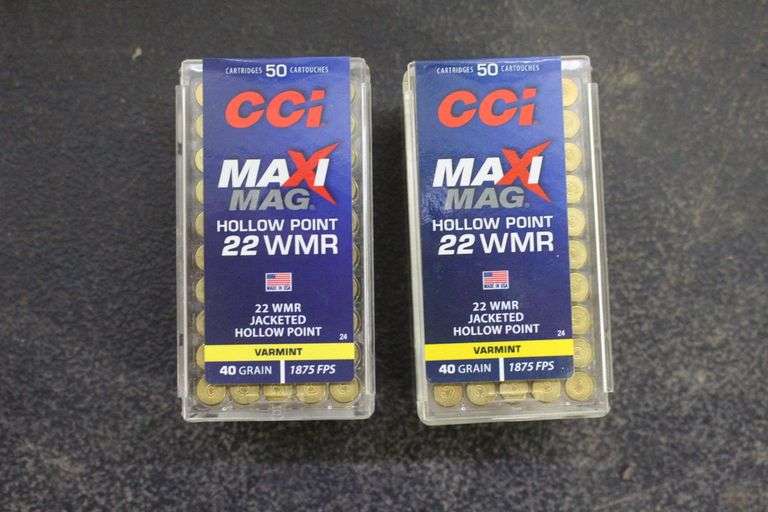 CARTRIDGES 50 CARTOUCHES
CCI
MAXI
MAG
HOLLOW POINT
22 WMR
MADE IN USA
22 WMR
JACKETED
HOLLOW POINT
24
VARMINT
40 GRAIN 1875 FPS
CARTRIDGES 50 CARTOUCHES
CCI
MAXI
MAG
HOLLOW POINT
22 WMR
MADE IN USA
22 WMR
JACKETED
HOLLOW POINT
24
VARMINT
40 GRAIN 1875 FPS